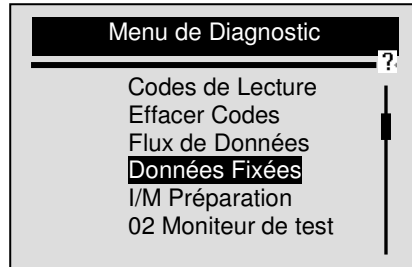 Menu de Diagnostic
?
Codes de Lecture
Effacer Codes
Flux de Données
Données Fixées
I/M Préparation
02 Moniteur de test